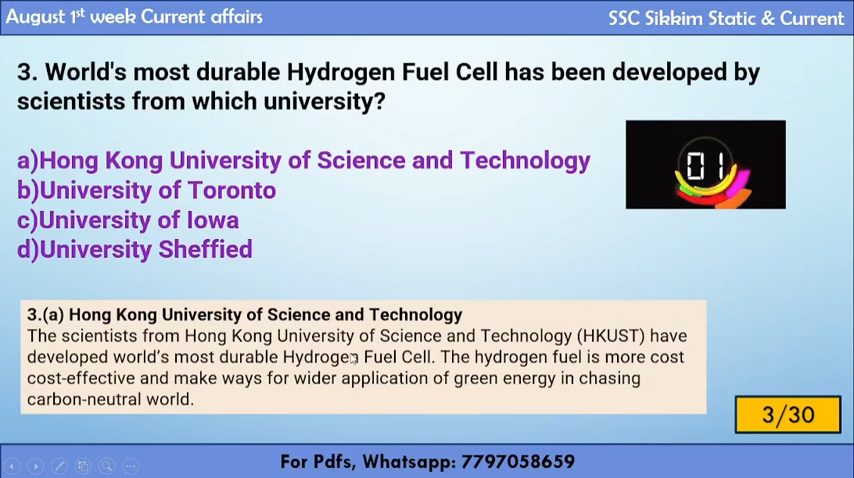 August 1st week Current affairs
SSC Sikkim Static & Current
3. World's most durable Hydrogen Fuel Cell has been developed by
scientists from which university?
a)Hong Kong University of Science and Technology
b)University of Toronto
c)University of Iowa
d)University Sheffied
01
3.(a) Hong Kong University of Science and Technology
The scientists from Hong Kong University of Science and Technology (HKUST) have
developed world's most durable Hydrogen Fuel Cell. The hydrogen fuel is more cost
cost-effective and make ways for wider application of green energy in chasing
carbon-neutral world.
3/30
For Pdfs, Whatsapp: 7797058659